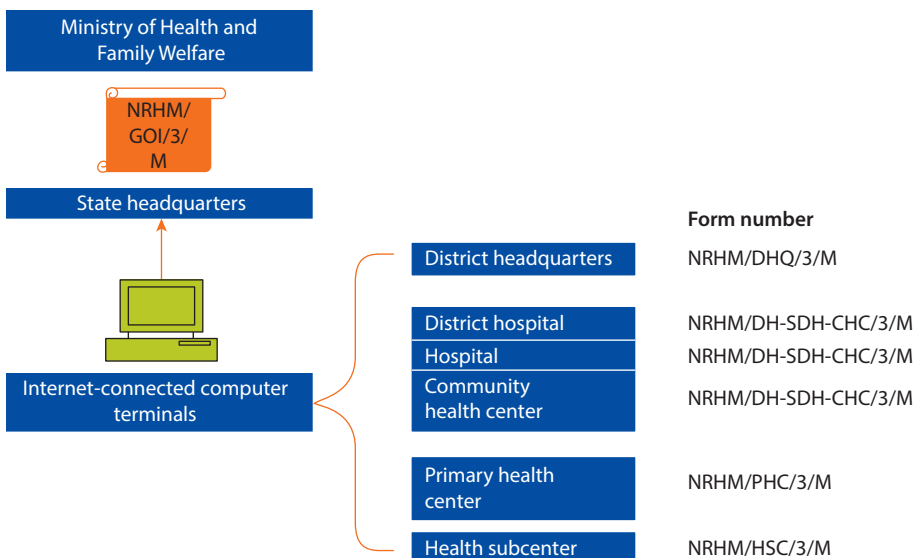 Ministry of Health and
Family Welfare
NRHM/
GOI/3/
M
State headquarters
Internet-connected computer
terminals
Form number
District headquarters NRHM/DHQ/3/M
District hospital NRHM/DH-SDH-CHC/3/M
Hospital NRHM/DH-SDH-CHC/3/M
Community
health center NRHM/DH-SDH-CHC/3/M
Primary health
center NRHM/PHC/3/M
Health subcenter NRHM/HSC/3/M